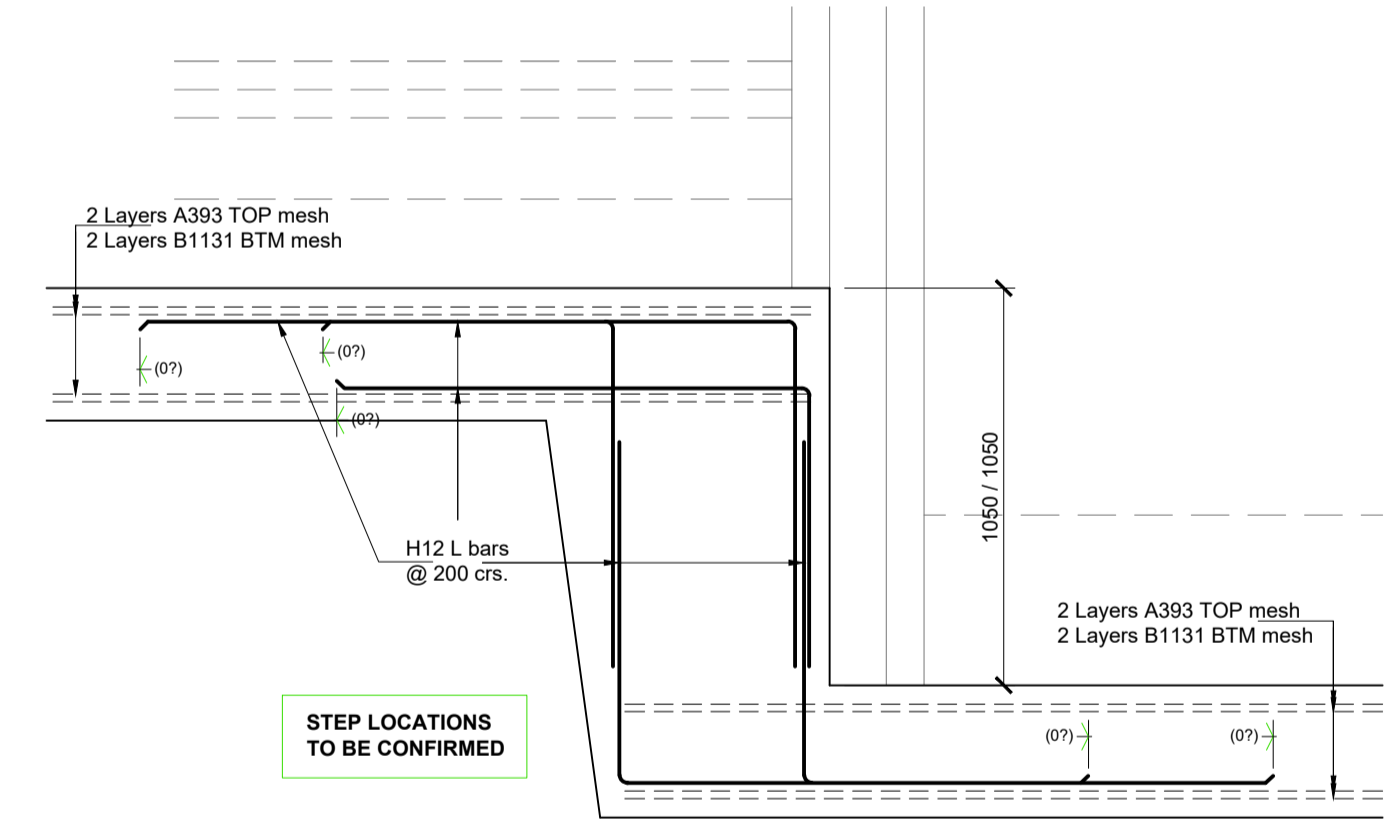 2 Layers A393 TOP mesh
2 Layers B1131 BTM mesh
(0?)
(0?)
(0?)
H12 L bars
@ 200 crs.
1050 / 1050
2 Layers A393 TOP mesh
2 Layers B1131 BTM mesh
STEP LOCATIONS
TO BE CONFIRMED
(0?)
(0?)